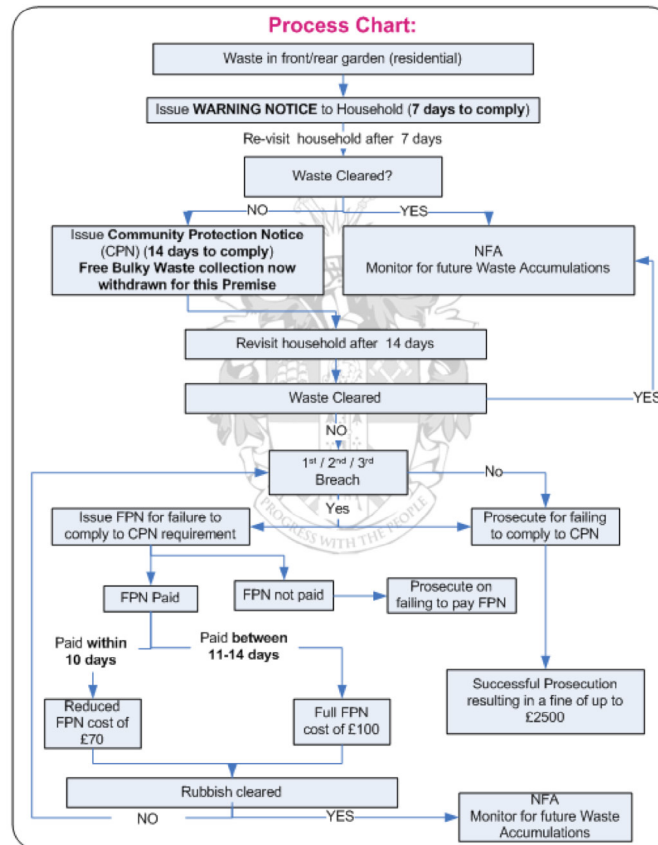 Process Chart:
Waste in front/rear garden (residential)
Issue WARNING NOTICE to Household (7 days to comply)
Re-visit household after 7 days
Waste Cleared?
NO
YES
Issue Community Protection Notice
(CPN) (14 days to comply)
Free Bulky Waste collection now
withdrawn for this Premise
NFA
Monitor for future Waste Accumulations
Revisit household after 14 days
Waste Cleared
YES
NO
1st / 2nd / 3rd
Breach
No
Yes
PROGRESS WITH THE PEOPLE
Issue FPN for failure to
comply to CPN requirement
Prosecute for failing
to comply to CPN
FPN Paid
FPN not paid
Prosecute on
failing to pay FPN
Paid within
10 days
Paid between
11-14 days
Reduced
FPN cost of
£70
Full FPN
cost of £100
Successful Prosecution
resulting in a fine of up to
£2500
Rubbish cleared
NO
YES
NFA
Monitor for future Waste
Accumulations